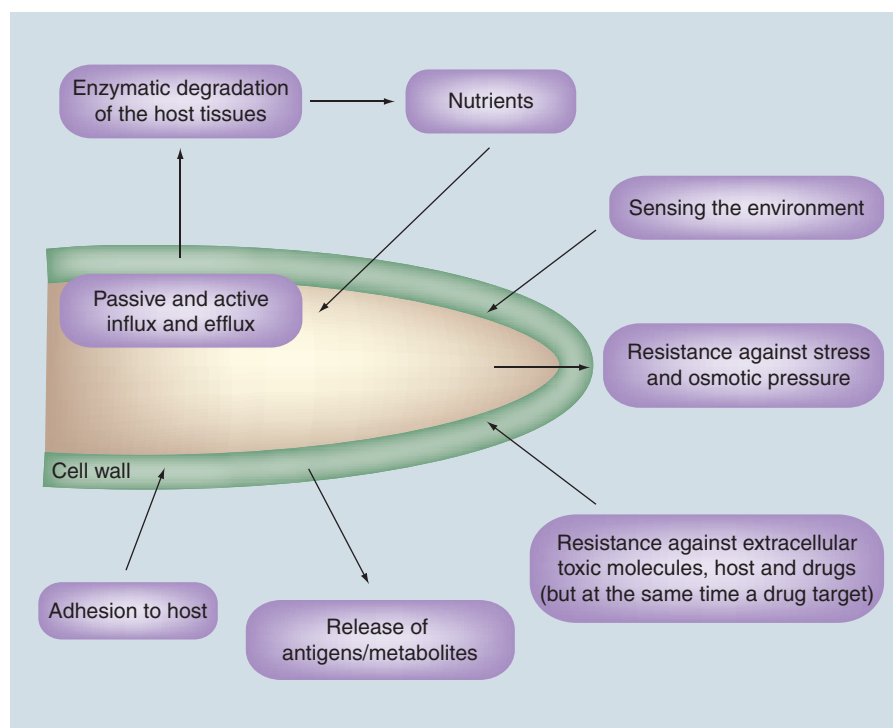 Enzymatic degradation
of the host tissues
Nutrients
Sensing the environment
Passive and active
influx and efflux
Resistance against stress
and osmotic pressure
Cell wall
Resistance against extracellular
toxic molecules, host and drugs
(but at the same time a drug target)
Adhesion to host
Release of
antigens/metabolites